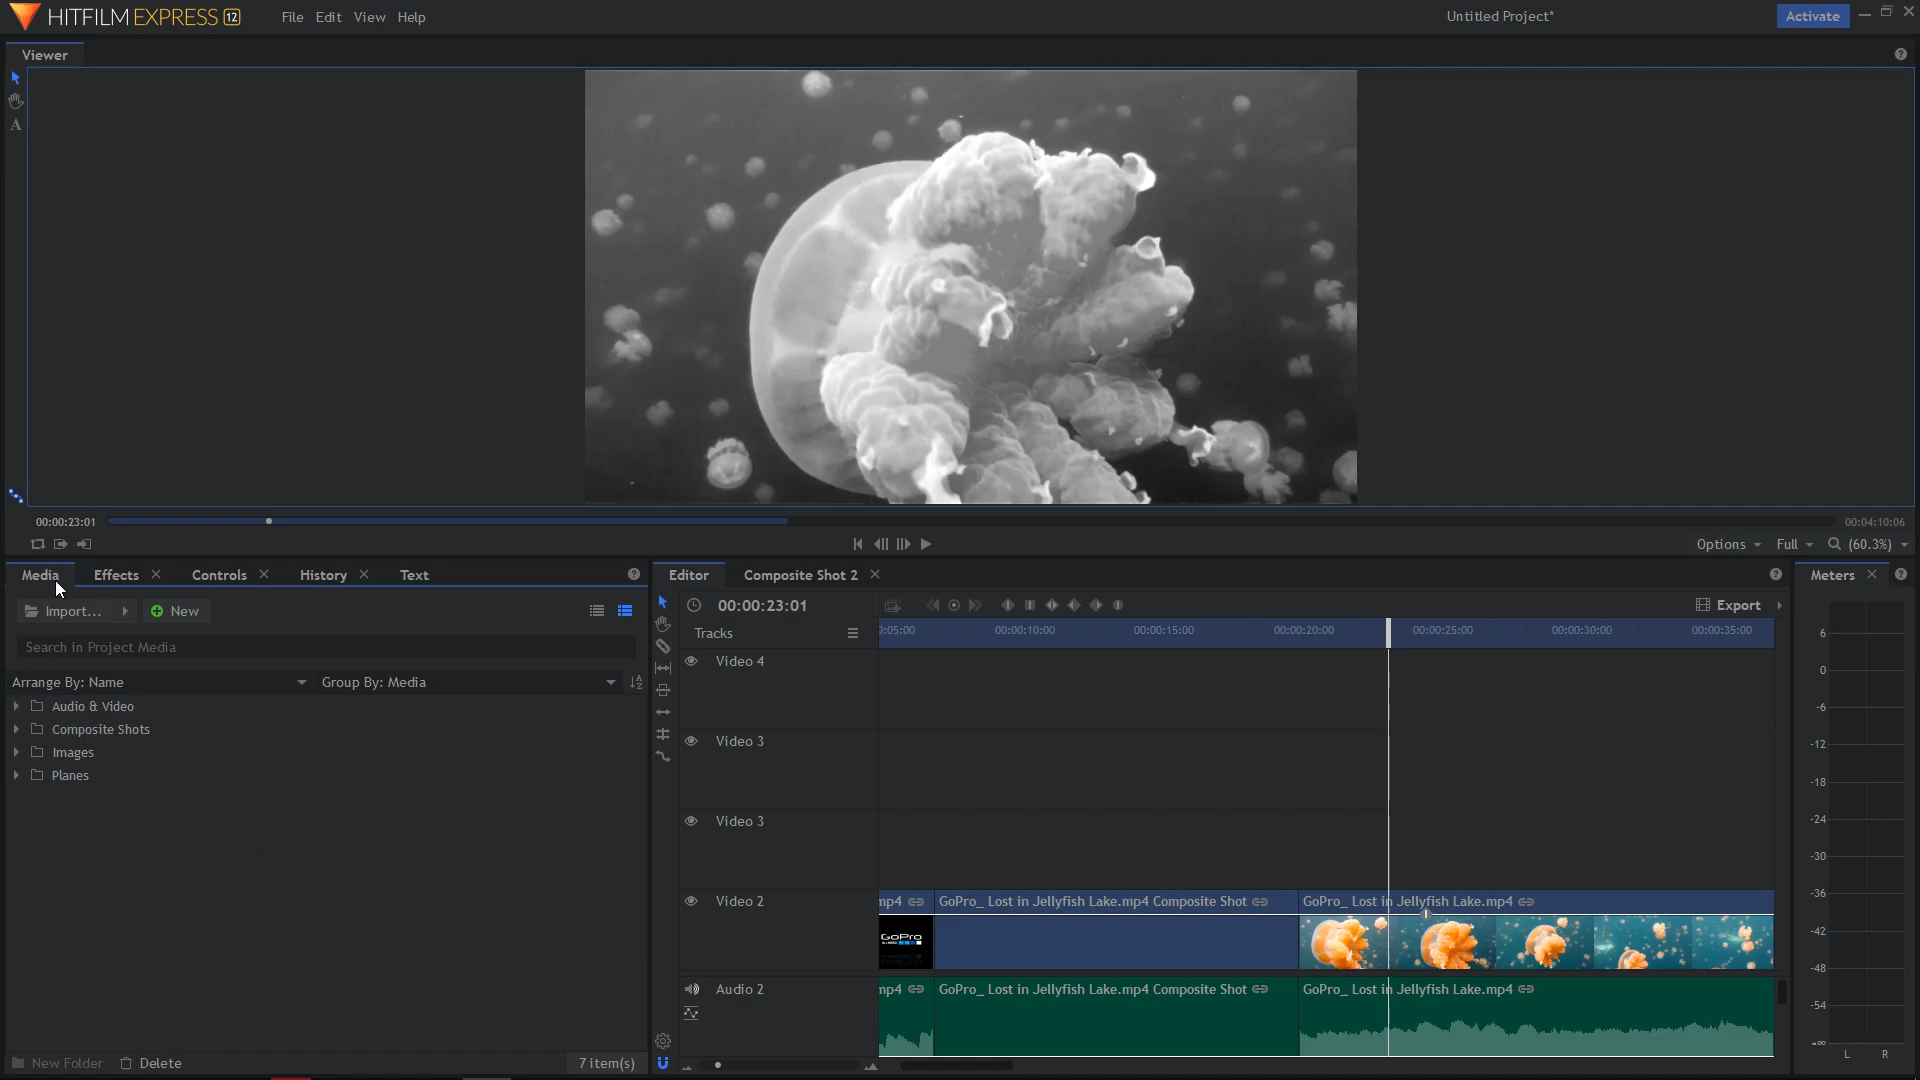 HITFILM EXPRESS 12 File Edit View Help Untitled Project* Activate
Viewer
A
00:00:23:01 00:04:10:06
Options Full (60.3%)
Media Effects Controls History Text Editor Composite Shot 2 Meters
Import... New 00:00:23:01 Export
Tracks 0:05:00 00:00:10:00 00:00:15:00 00:00:20:00 00:00:25:00 00:00:30:00 00:00:35:00
Search in Project Media
Arrange By: Name Group By: Media
Audio & Video
Composite Shots
Images
Planes
Video 4
Video 3
Video 3
Video 2 mp4 GoPro_ Lost in Jellyfish Lake.mp4 Composite Shot GoPro_ Lost in Jellyfish Lake.mp4
GoPro
Audio 2 mp4 GoPro_ Lost in Jellyfish Lake.mp4 Composite Shot GoPro_ Lost in Jellyfish Lake.mp4
6
0
-6
-12
-18
-24
-30
-36
-42
-48
-54
-∞
L R
New Folder Delete 7 item(s)